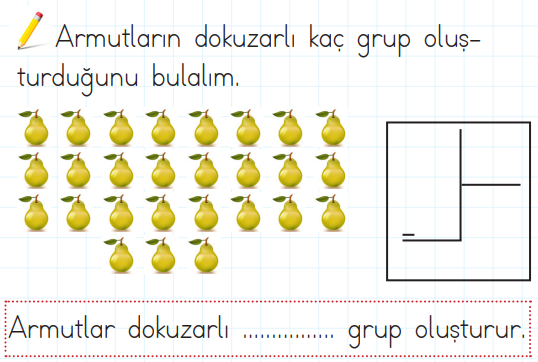 Armutların dokuzarlı kaç grup oluş-
turduğunu bulalım.
Armutlar dokuzarlı ................ grup oluşturur.